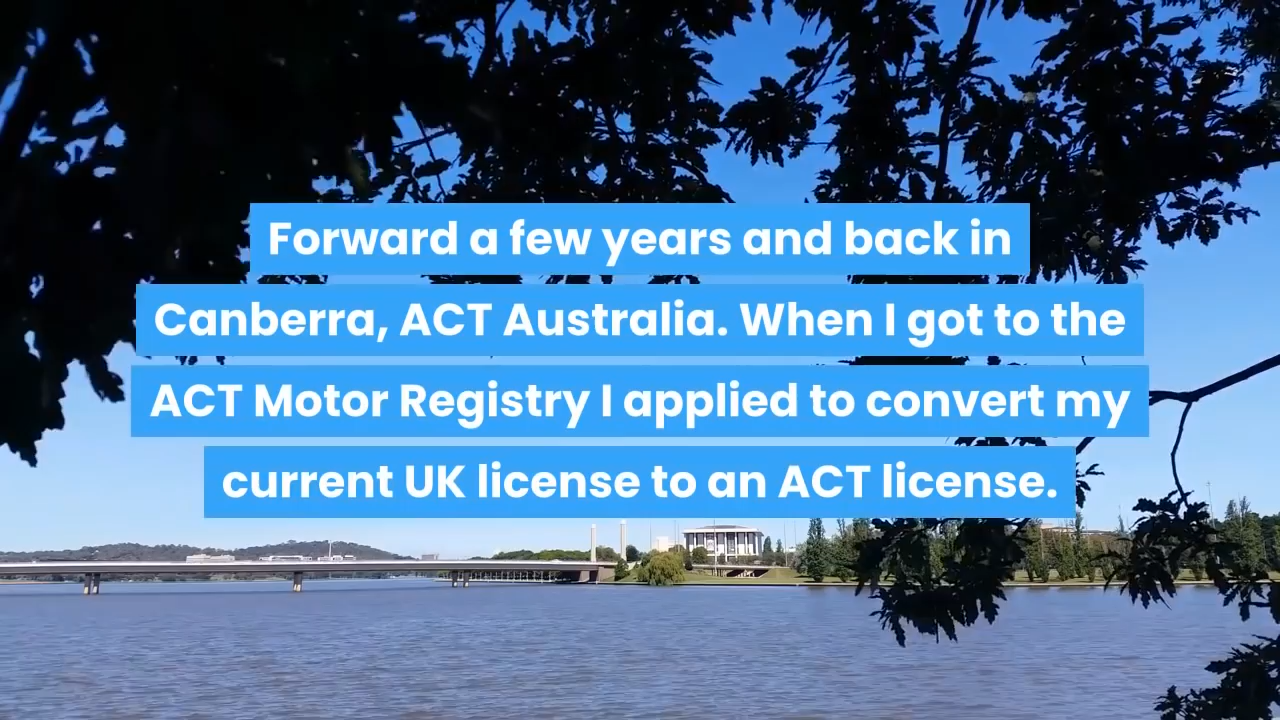 Forward a few years and back in
Canberra, ACT Australia. When I got to the
ACT Motor Registry I applied to convert my
current UK license to an ACT license.